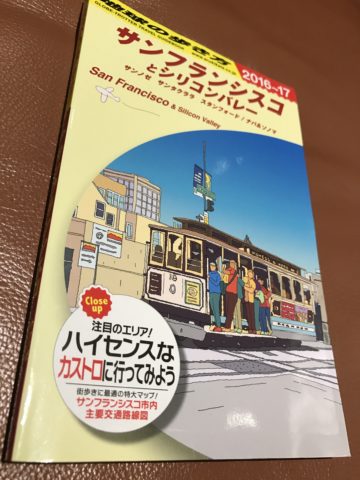 地球の歩き方
GLOBE-TROTTER TRAVEL GUIDEBOOK
2016~17
サンフランシスコ
とシリコンバレー
サンノゼ サンタクララ スタンフォード/ナパ&ソノマ
San Francisco & Silicon Valley
Close up
注目のエリア!
ハイセンスな
カストロに行ってみよう
街歩きに最適の特大マップ!
サンフランシスコ市内
主要交通路線図